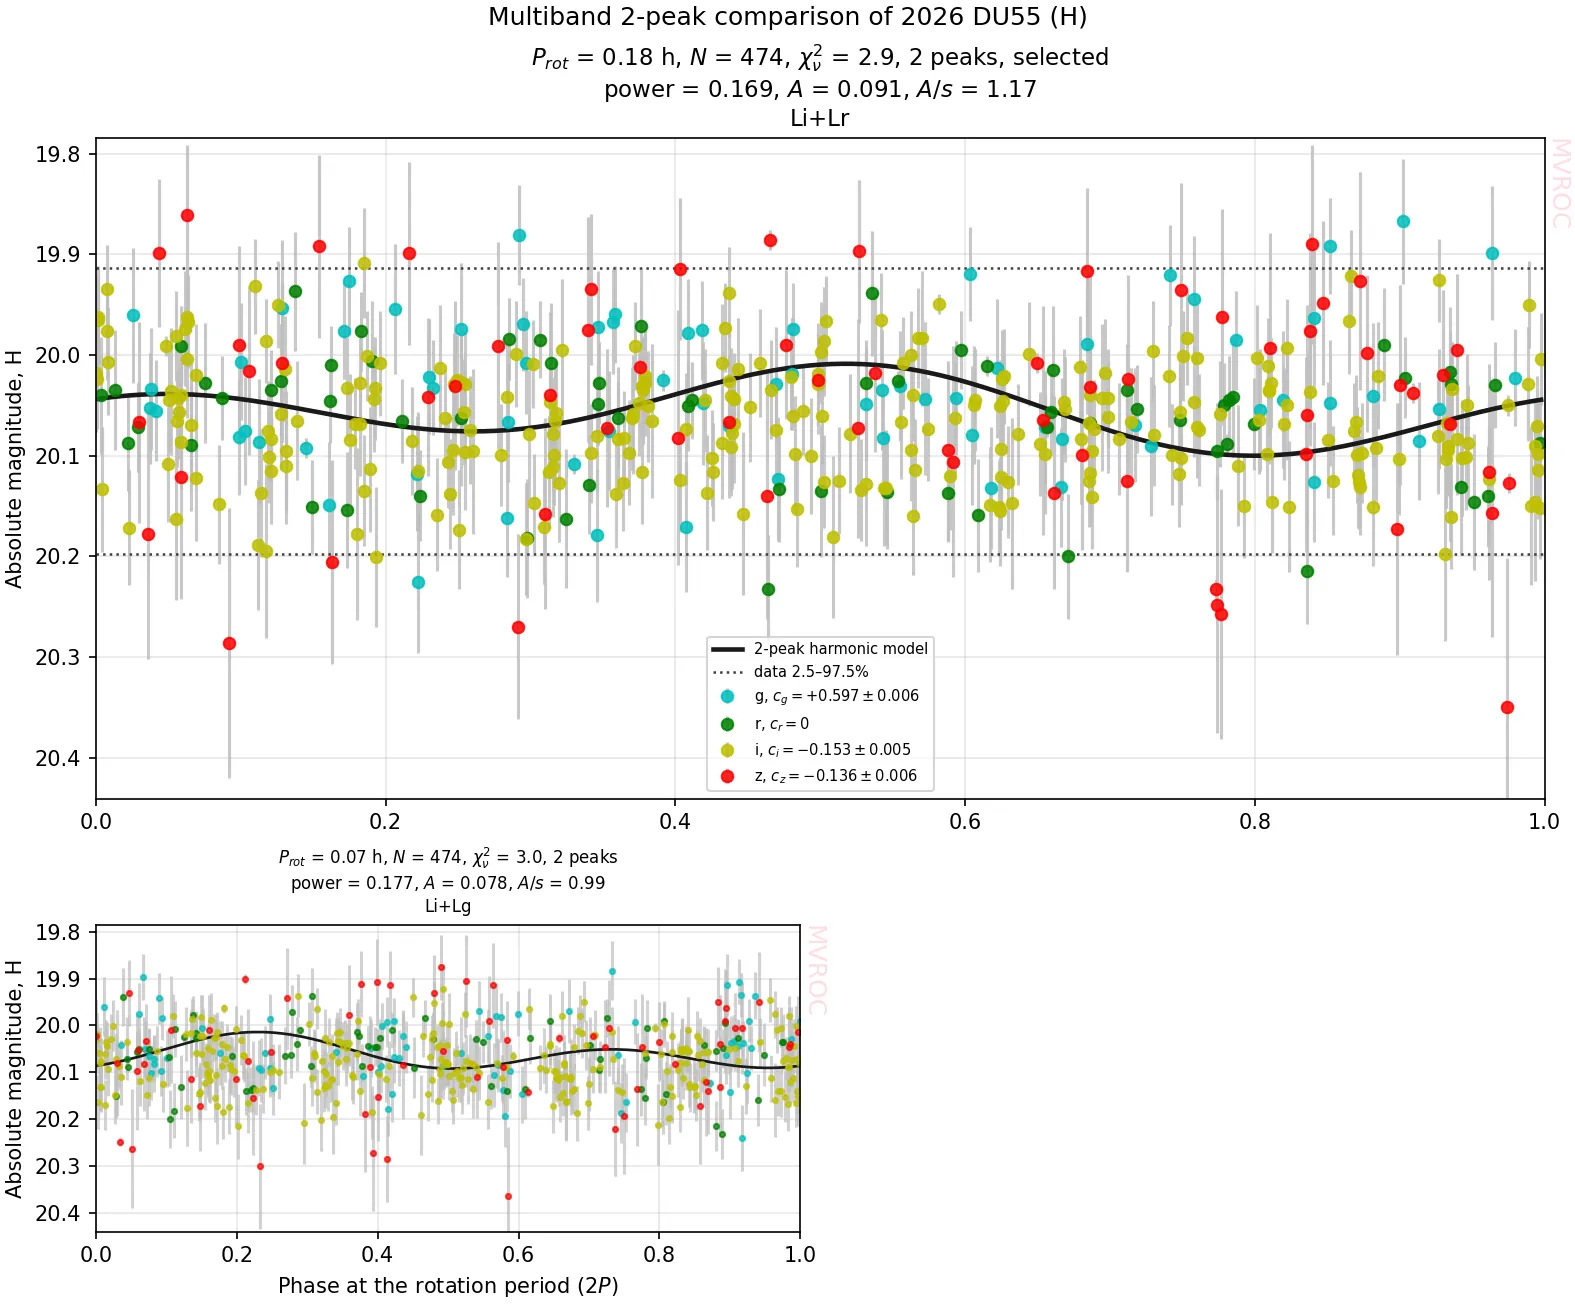 Multiband 2-peak comparison of 2026 DU55 (H)
P_rot = 0.18 h, N = 474, χ²_ν = 2.9, 2 peaks, selected
power = 0.169, A = 0.091, A/s = 1.17
Li+Lr
MVROC
Absolute magnitude, H
19.8
19.9
20.0
20.1
20.2
20.3
20.4
2-peak harmonic model
data 2.5–97.5%
g, c_g = +0.597 ± 0.006
r, c_r = 0
i, c_i = −0.153 ± 0.005
z, c_z = −0.136 ± 0.006
0.0 0.2 0.4 0.6 0.8 1.0
P_rot = 0.07 h, N = 474, χ²_ν = 3.0, 2 peaks
power = 0.177, A = 0.078, A/s = 0.99
Li+Lg
MVROC
Absolute magnitude, H
19.8
19.9
20.0
20.1
20.2
20.3
20.4
0.0 0.2 0.4 0.6 0.8 1.0
Phase at the rotation period (2P)